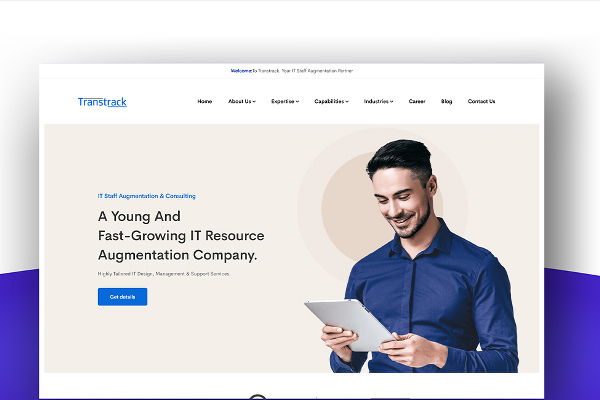 Welcome:To Transtrack, Your IT Staff Augmentation Partner
Transtrack
Home
About Us
Expertise
Capabilities
Industries
Career
Blog
Contact Us
IT Staff Augmentation & Consulting
A Young And
Fast-Growing IT Resource
Augmentation Company.
Highly Tailored IT Design, Management & Support Services.
Get details